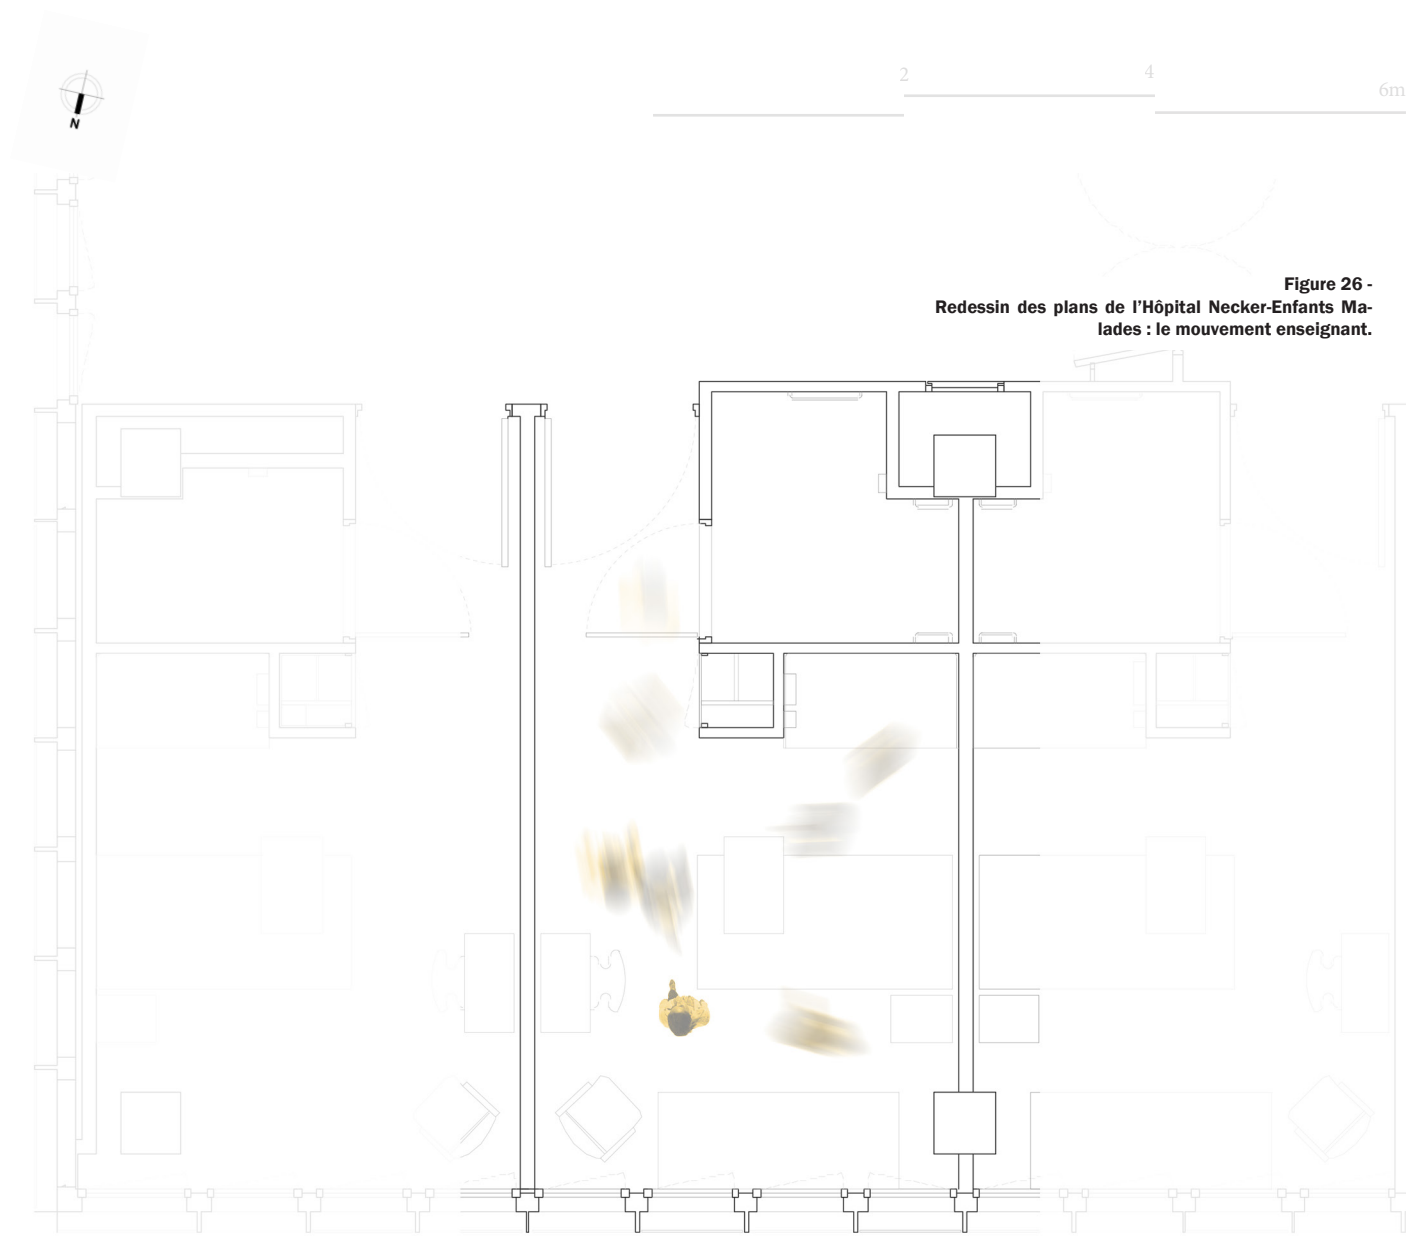 N
2
4
6m
Figure 26 -
Redessin des plans de l'Hôpital Necker-Enfants Ma-
lades : le mouvement enseignant.